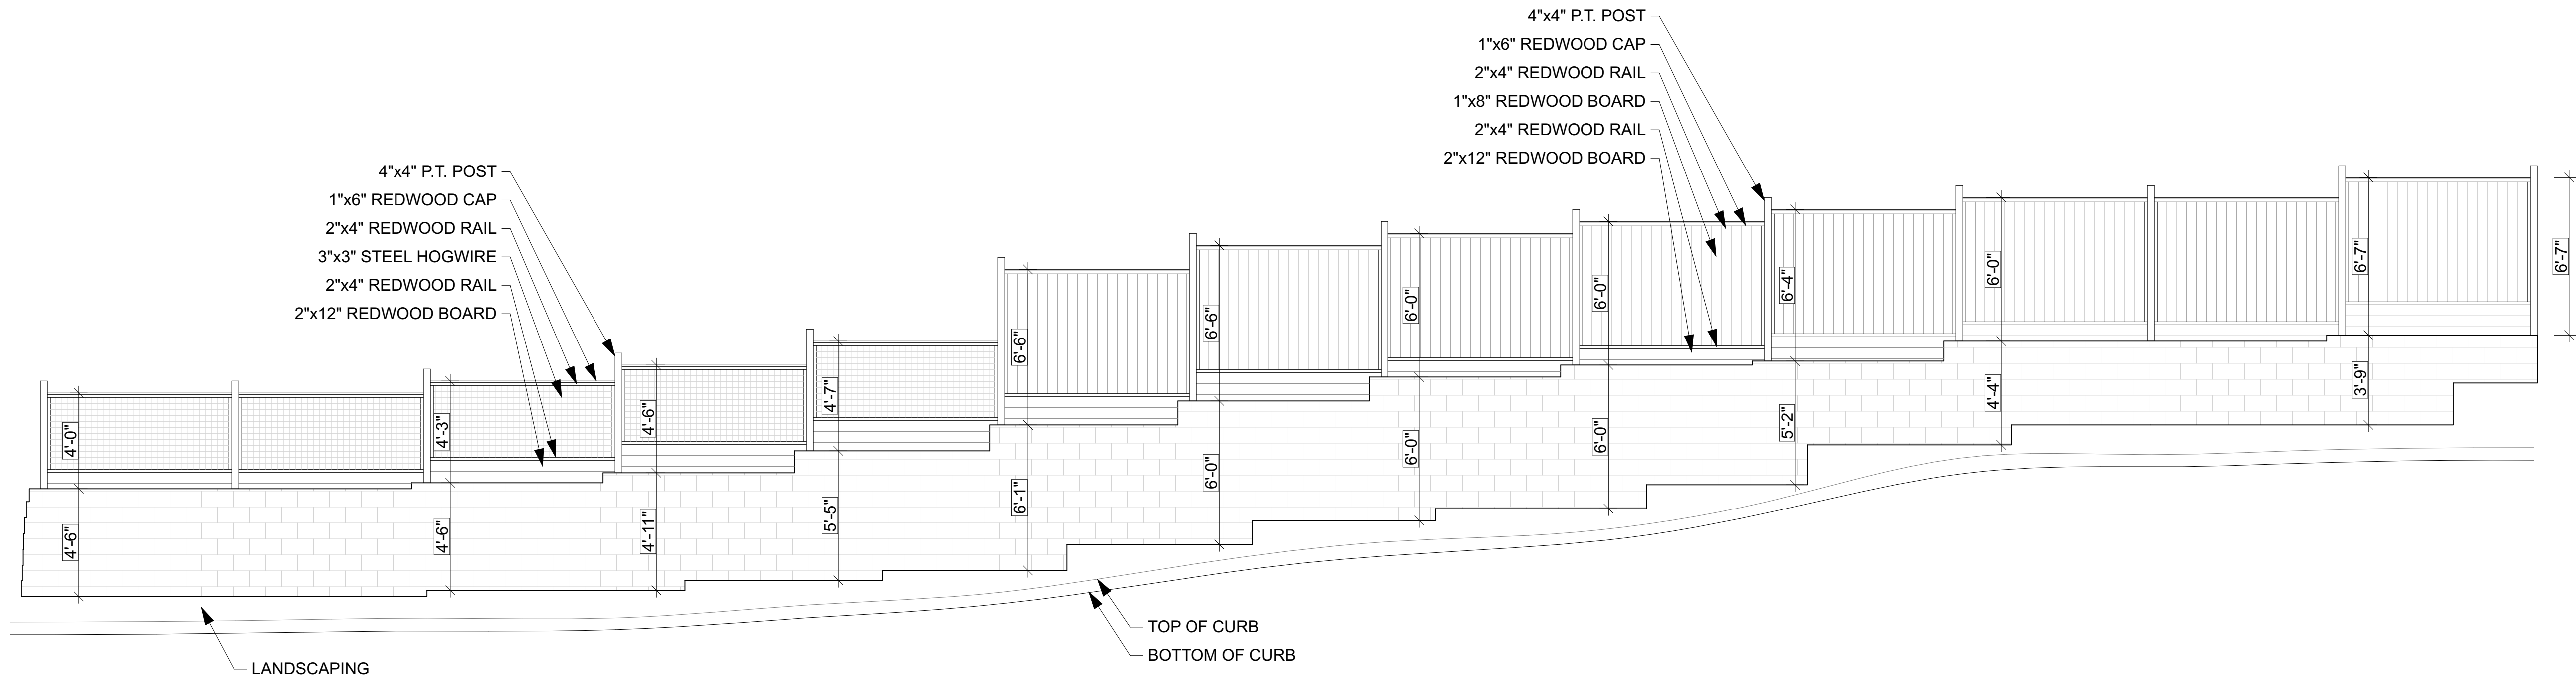 4"x4" P.T. POST
1"x6" REDWOOD CAP
2"x4" REDWOOD RAIL
1"x8" REDWOOD BOARD
2"x4" REDWOOD RAIL
2"x12" REDWOOD BOARD
4"x4" P.T. POST
1"x6" REDWOOD CAP
2"x4" REDWOOD RAIL
3"x3" STEEL HOGWIRE
2"x4" REDWOOD RAIL
2"x12" REDWOOD BOARD
4'-0"
4'-3"
4'-6"
4'-7"
6'-6"
6'-6"
6'-0"
6'-0"
6'-4"
6'-0"
6'-7"
6'-7"
4'-6"
4'-6"
4'-11"
5'-5"
6'-1"
6'-0"
6'-0"
6'-0"
5'-2"
4'-4"
3'-9"
TOP OF CURB
BOTTOM OF CURB
LANDSCAPING